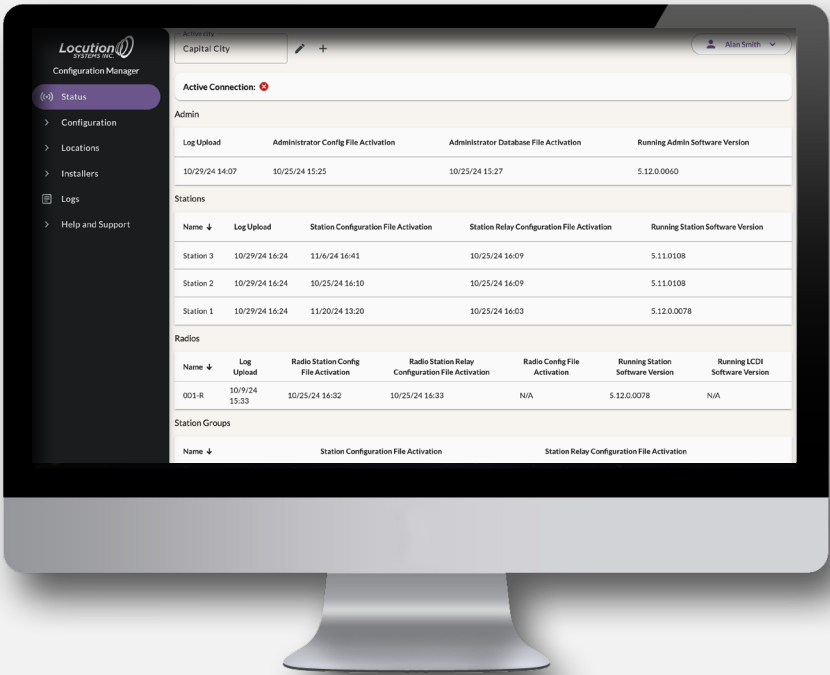 Active city
Locution
SYSTEMS INC.
Configuration Manager
Capital City
Alan Smith
Status
Configuration
Locations
Installers
Logs
Help and Support
Active Connection:
Admin
Log Upload Administrator Config File Activation Administrator Database File Activation Running Admin Software Version
10/29/24 14:07 10/25/24 15:25 10/25/24 15:27 5.12.0.0060
Stations
Name ↓ Log Upload Station Configuration File Activation Station Relay Configuration File Activation Running Station Software Version
Station 3 10/29/24 16:24 11/6/24 16:41 10/25/24 16:09 5.11.0108
Station 2 10/29/24 16:24 10/25/24 16:10 10/25/24 16:09 5.11.0108
Station 1 10/29/24 16:24 11/20/24 13:20 10/25/24 16:03 5.12.0.0078
Radios
Name ↓ Log Upload Radio Station Config File Activation Radio Station Relay Configuration File Activation Radio Config File Activation Running Station Software Version Running LCDI Software Version
001-R 10/9/24 15:33 10/25/24 16:32 10/25/24 16:33 N/A 5.12.0.0078 N/A
Station Groups
Name ↓ Station Configuration File Activation Station Relay Configuration File Activation